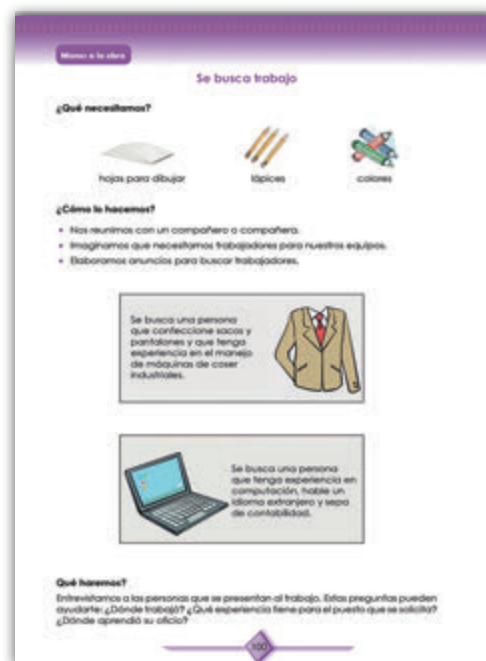 Manos a la obra
Se busca trabajo
¿Qué necesitamos?
hojas para dibujar
lápices
colores
¿Cómo lo hacemos?
• Nos reunimos con un compañero o compañera.
• Imaginamos que necesitamos trabajadores para nuestros equipos.
• Elaboramos anuncios para buscar trabajadores.
Se busca una persona
que confeccione sacos y
pantalones y que tenga
experiencia en el manejo
de máquinas de coser
industriales.
Se busca una persona
que tenga experiencia en
computación, hable un
idioma extranjero y sepa
de contabilidad.
Qué haremos?
Entrevistamos a las personas que se presentan al trabajo. Estas preguntas pueden
ayudarte: ¿Dónde trabajó? ¿Qué experiencia tiene para el puesto que se solicita?
¿Dónde aprendió su oficio?
100